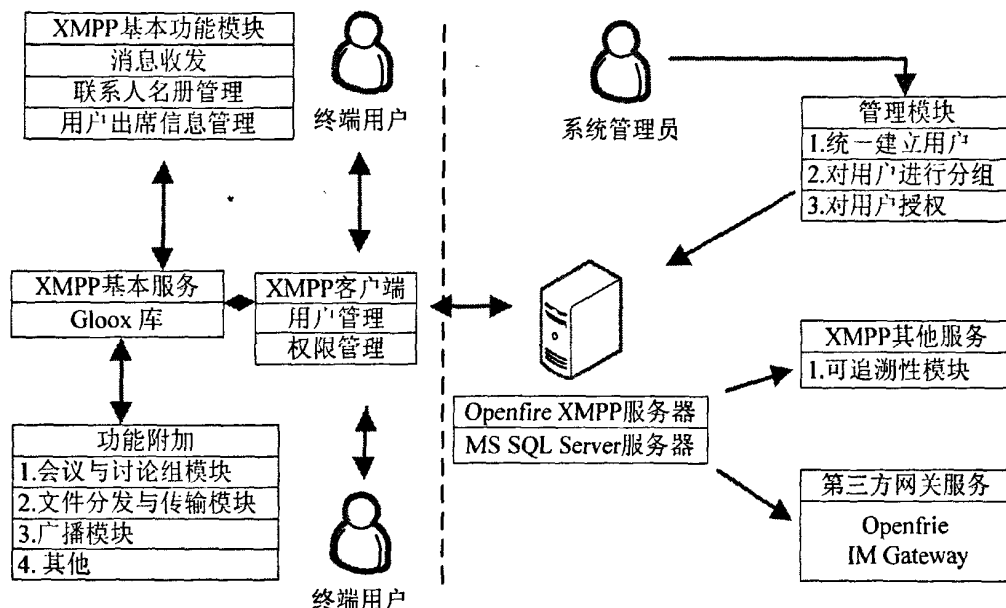 XMPP基本功能模块
消息收发
联系人名册管理
用户出席信息管理
终端用户
系统管理员
管理模块
1.统一建立用户
2.对用户进行分组
3.对用户授权
XMPP基本服务
Gloox 库
XMPP客户端
用户管理
权限管理
Openfire XMPP服务器
MS SQL Server服务器
XMPP其他服务
1.可追溯性模块
功能附加
1.会议与讨论组模块
2.文件分发与传输模块
3.广播模块
4. 其他
终端用户
第三方网关服务
Openfrie
IM Gateway